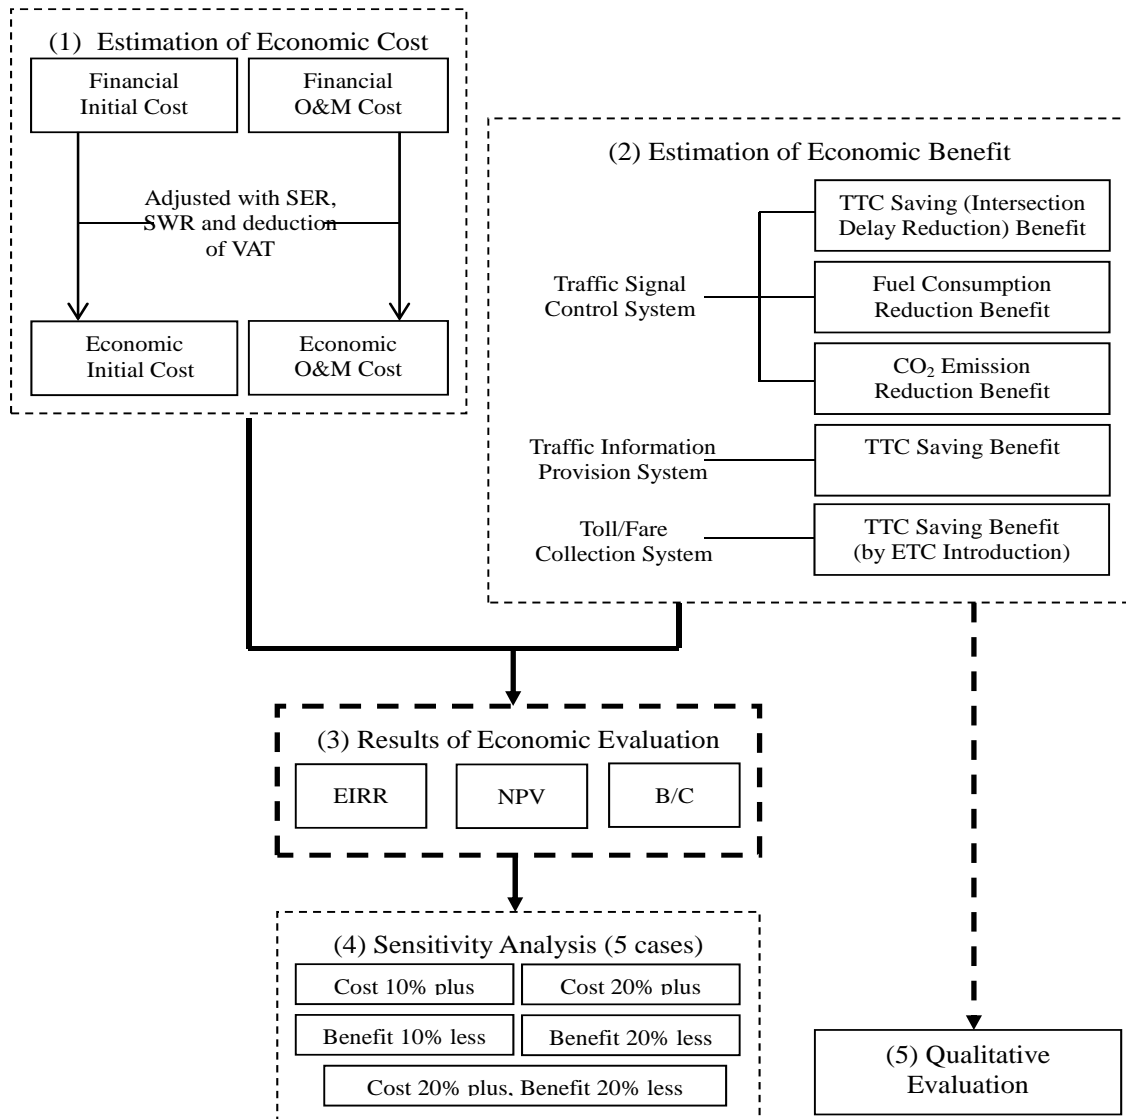 (1) Estimation of Economic Cost
Financial
Initial Cost
Financial
O&M Cost
Adjusted with SER,
SWR and deduction
of VAT
Economic
Initial Cost
Economic
O&M Cost
(2) Estimation of Economic Benefit
Traffic Signal
Control System
TTC Saving (Intersection
Delay Reduction) Benefit
Fuel Consumption
Reduction Benefit
CO₂ Emission
Reduction Benefit
Traffic Information
Provision System
TTC Saving Benefit
Toll/Fare
Collection System
TTC Saving Benefit
(by ETC Introduction)
(3) Results of Economic Evaluation
EIRR
NPV
B/C
(4) Sensitivity Analysis (5 cases)
Cost 10% plus
Cost 20% plus
Benefit 10% less
Benefit 20% less
Cost 20% plus, Benefit 20% less
(5) Qualitative
Evaluation